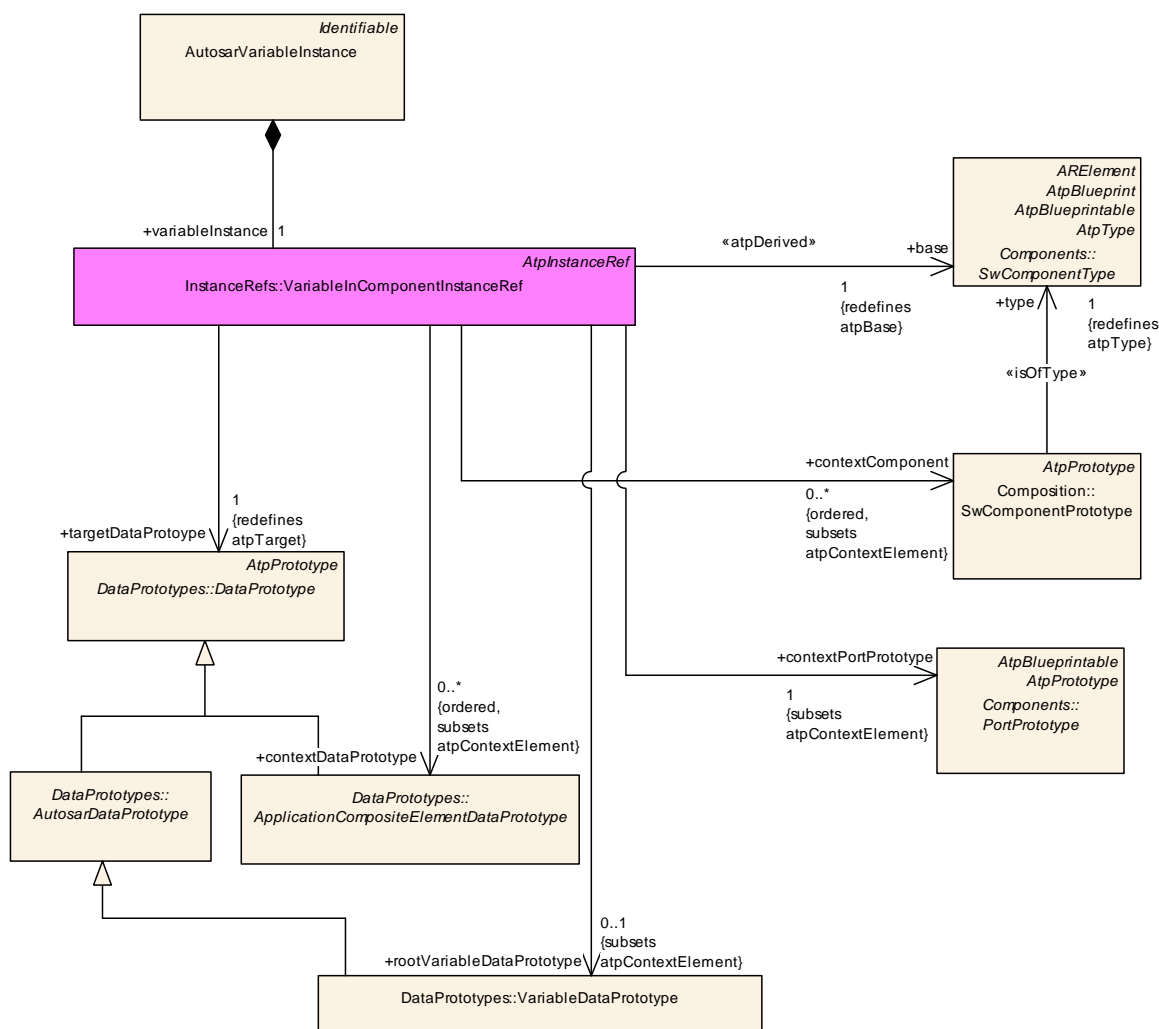 Identifiable
AutosarVariableInstance
+variableInstance 1
AtpInstanceRef
InstanceRefs::VariableInComponentInstanceRef
«atpDerived»
+base
1
{redefines
atpBase}
ARElement
AtpBlueprint
AtpBlueprintable
AtpType
Components::
SwComponentType
+type
1
{redefines
atpType}
«isOfType»
+contextComponent
0..*
{ordered,
subsets
atpContextElement}
AtpPrototype
Composition::
SwComponentPrototype
1
{redefines
atpTarget}
+targetDataProtoype
AtpPrototype
DataPrototypes::DataPrototype
+contextPortPrototype
1
{subsets
atpContextElement}
AtpBlueprintable
AtpPrototype
Components::
PortPrototype
0..*
{ordered,
subsets
atpContextElement}
+contextDataPrototype
DataPrototypes::
AutosarDataPrototype
DataPrototypes::
ApplicationCompositeElementDataPrototype
0..1
{subsets
atpContextElement}
+rootVariableDataPrototype
DataPrototypes::VariableDataPrototype